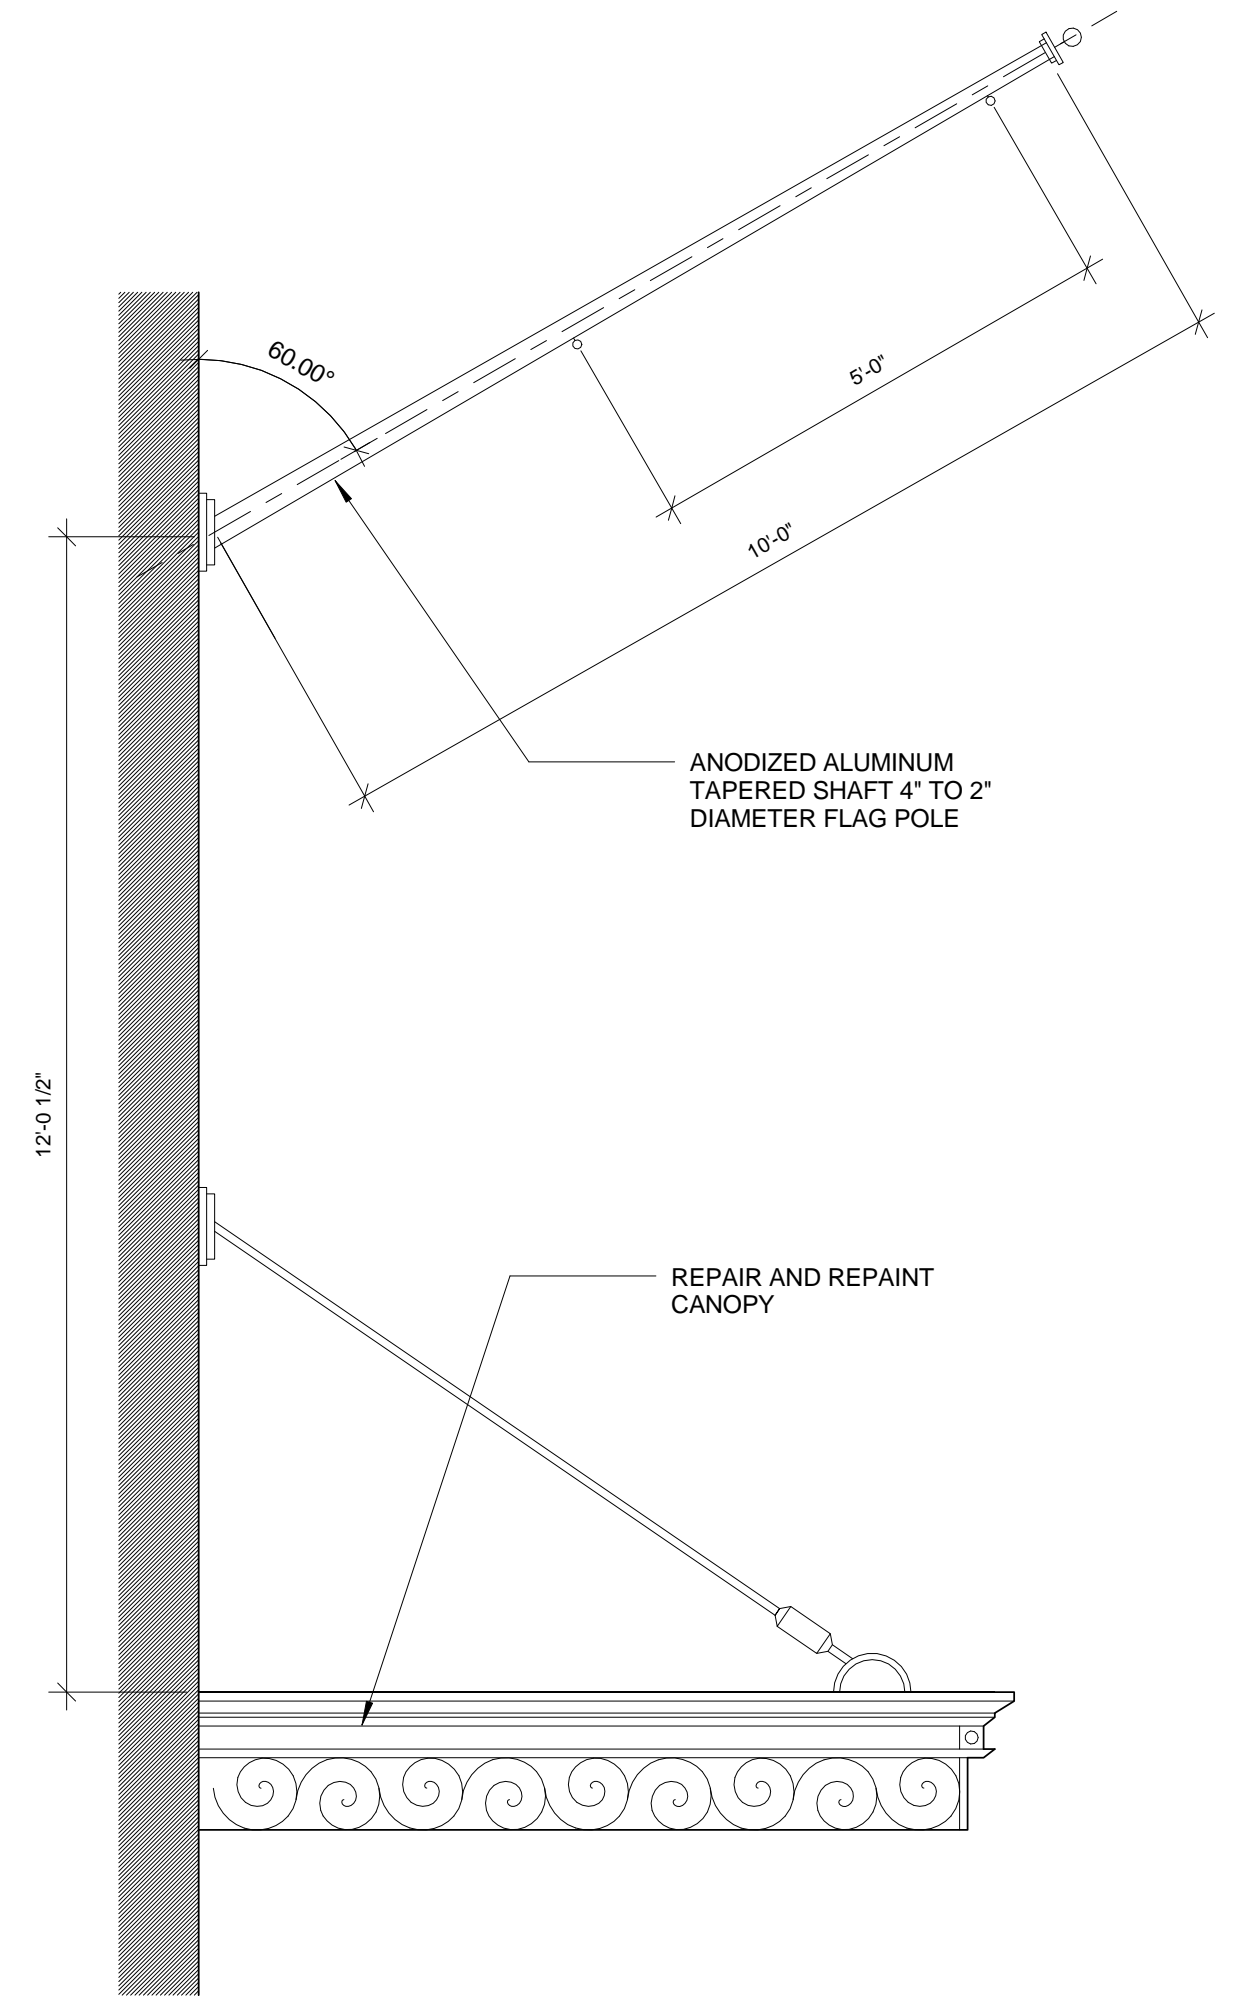 60.00°
5'-0"
10'-0"
ANODIZED ALUMINUM
TAPERED SHAFT 4" TO 2"
DIAMETER FLAG POLE
12'-0 1/2"
REPAIR AND REPAINT
CANOPY